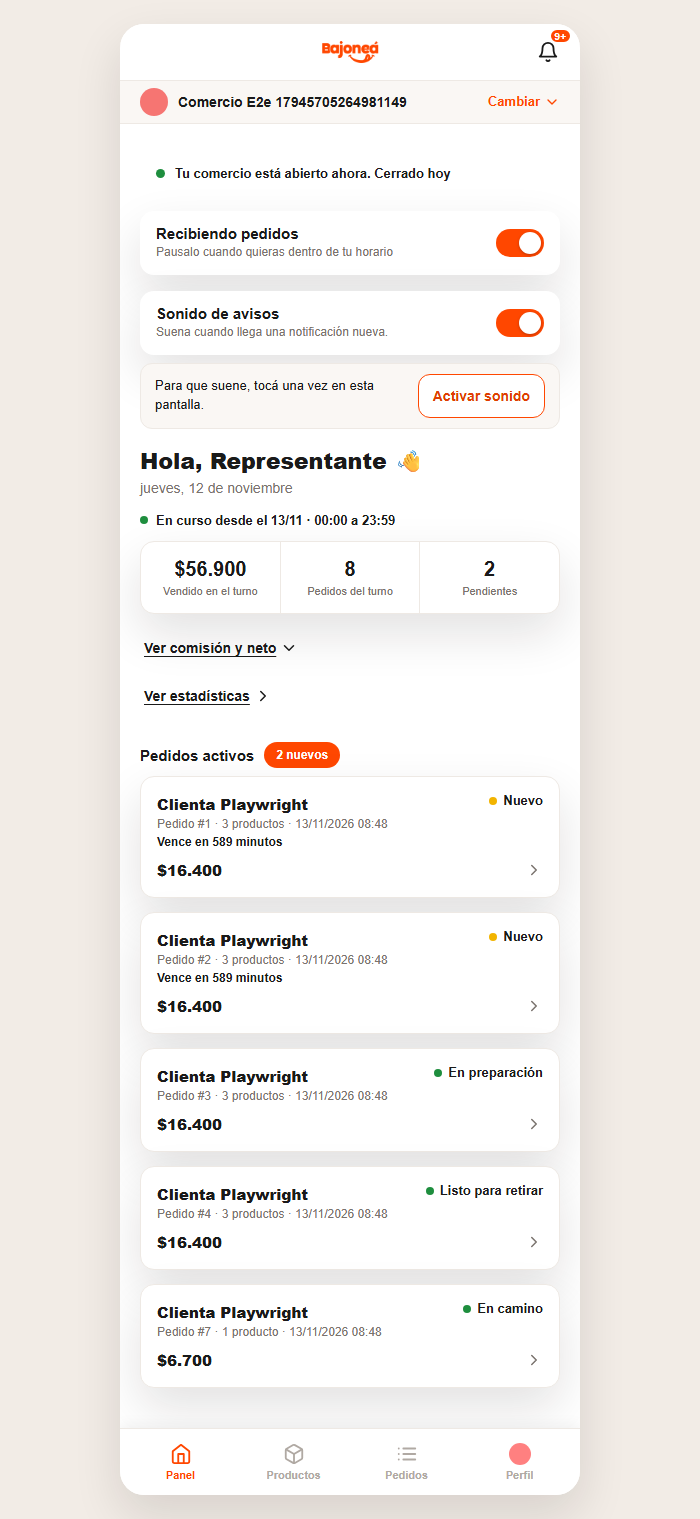 Bajoneá
9+
Comercio E2e 17945705264981149
Cambiar
Tu comercio está abierto ahora. Cerrado hoy
Recibiendo pedidos
Pausalo cuando quieras dentro de tu horario
Sonido de avisos
Suena cuando llega una notificación nueva.
Para que suene, tocá una vez en esta
pantalla.
Activar sonido
Hola, Representante 👋
jueves, 12 de noviembre
En curso desde el 13/11 · 00:00 a 23:59
$56.900
Vendido en el turno
8
Pedidos del turno
2
Pendientes
Ver comisión y neto
Ver estadísticas
Pedidos activos
2 nuevos
Clienta Playwright
Nuevo
Pedido #1 · 3 productos · 13/11/2026 08:48
Vence en 589 minutos
$16.400
Clienta Playwright
Nuevo
Pedido #2 · 3 productos · 13/11/2026 08:48
Vence en 589 minutos
$16.400
Clienta Playwright
En preparación
Pedido #3 · 3 productos · 13/11/2026 08:48
$16.400
Clienta Playwright
Listo para retirar
Pedido #4 · 3 productos · 13/11/2026 08:48
$16.400
Clienta Playwright
En camino
Pedido #7 · 1 producto · 13/11/2026 08:48
$6.700
Panel
Productos
Pedidos
Perfil